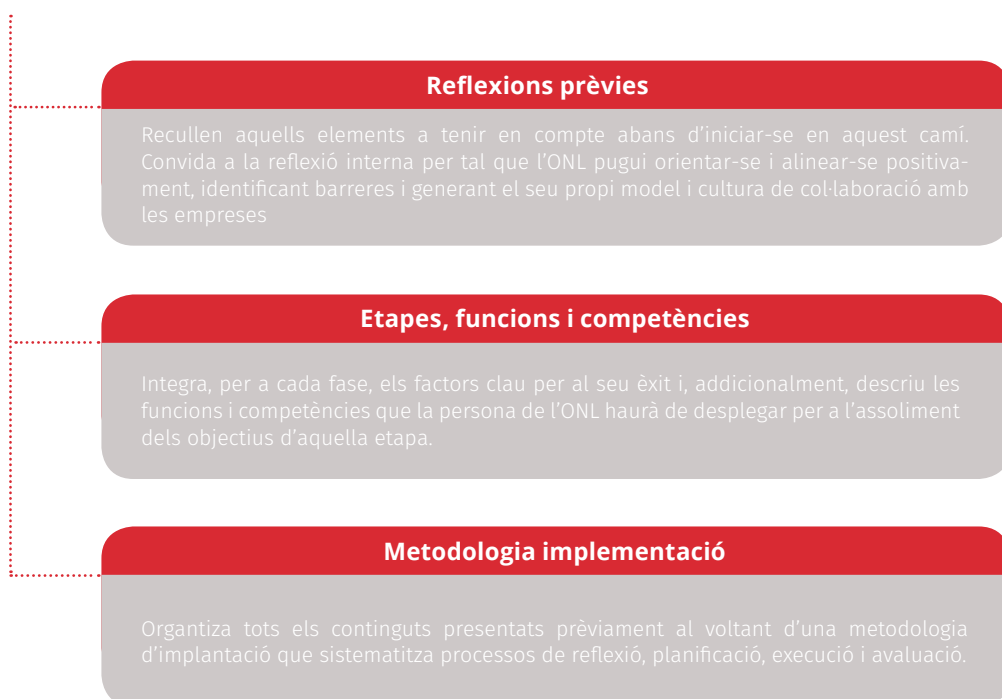 Reflexions prèvies
Recullen aquells elements a tenir en compte abans d'iniciar-se en aquest camí.
Convida a la reflexió interna per tal que l'ONL pugui orientar-se i alinear-se positiva-
ment, identificant barreres i generant el seu propi model i cultura de col·laboració amb
les empreses
Etapes, funcions i competències
Integra, per a cada fase, els factors clau per al seu èxit i, addicionalment, descriu les
funcions i competències que la persona de l'ONL haurà de desplegar per a l'assoliment
dels objectius d'aquella etapa.
Metodologia implementació
Organtiza tots els continguts presentats prèviament al voltant d'una metodologia
d'implantació que sistematitza processos de reflexió, planificació, execució i avaluació.